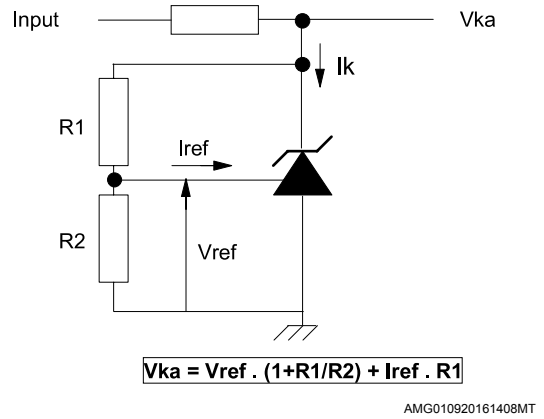 Input
Vka
Ik
R1
Iref
R2
Vref
Vka = Vref . (1+R1/R2) + Iref . R1
AMG010920161408MT